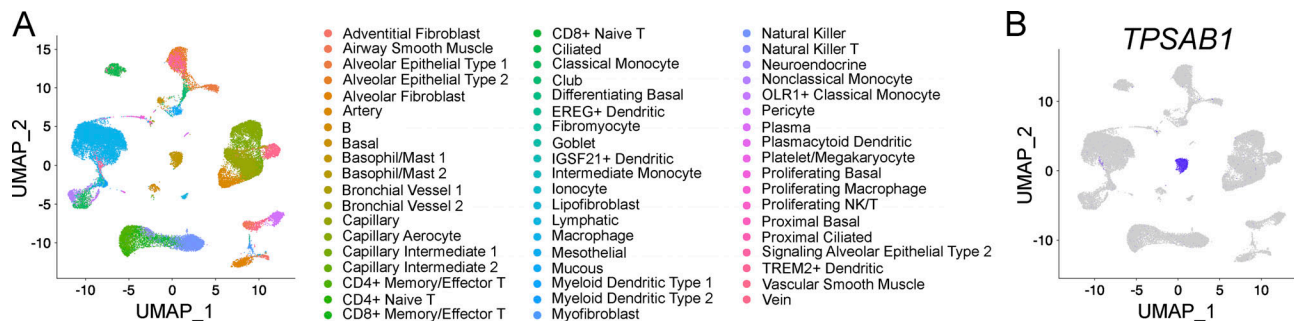 A
15
10
5
0
-5
-10
UMAP_2
-10
-5
0
5
10
UMAP_1
Adventitial Fibroblast
Airway Smooth Muscle
Alveolar Epithelial Type 1
Alveolar Epithelial Type 2
Alveolar Fibroblast
Artery
B
Basal
Basophil/Mast 1
Basophil/Mast 2
Bronchial Vessel 1
Bronchial Vessel 2
Capillary
Capillary Aerocyte
Capillary Intermediate 1
Capillary Intermediate 2
CD4+ Memory/Effector T
CD4+ Naive T
CD8+ Memory/Effector T
CD8+ Naive T
Ciliated
Classical Monocyte
Club
Differentiating Basal
EREG+ Dendritic
Fibromyocyte
Goblet
IGSF21+ Dendritic
Intermediate Monocyte
Ionocyte
Lipofibroblast
Lymphatic
Macrophage
Mesothelial
Mucous
Myeloid Dendritic Type 1
Myeloid Dendritic Type 2
Myofibroblast
Natural Killer
Natural Killer T
Neuroendocrine
Nonclassical Monocyte
OLR1+ Classical Monocyte
Pericyte
Plasma
Plasmacytoid Dendritic
Platelet/Megakaryocyte
Proliferating Basal
Proliferating Macrophage
Proliferating NK/T
Proximal Basal
Proximal Ciliated
Signaling Alveolar Epithelial Type 2
TREM2+ Dendritic
Vascular Smooth Muscle
Vein
B
TPSAB1
10
0
-10
UMAP_2
-10
-5
0
5
10
UMAP_1